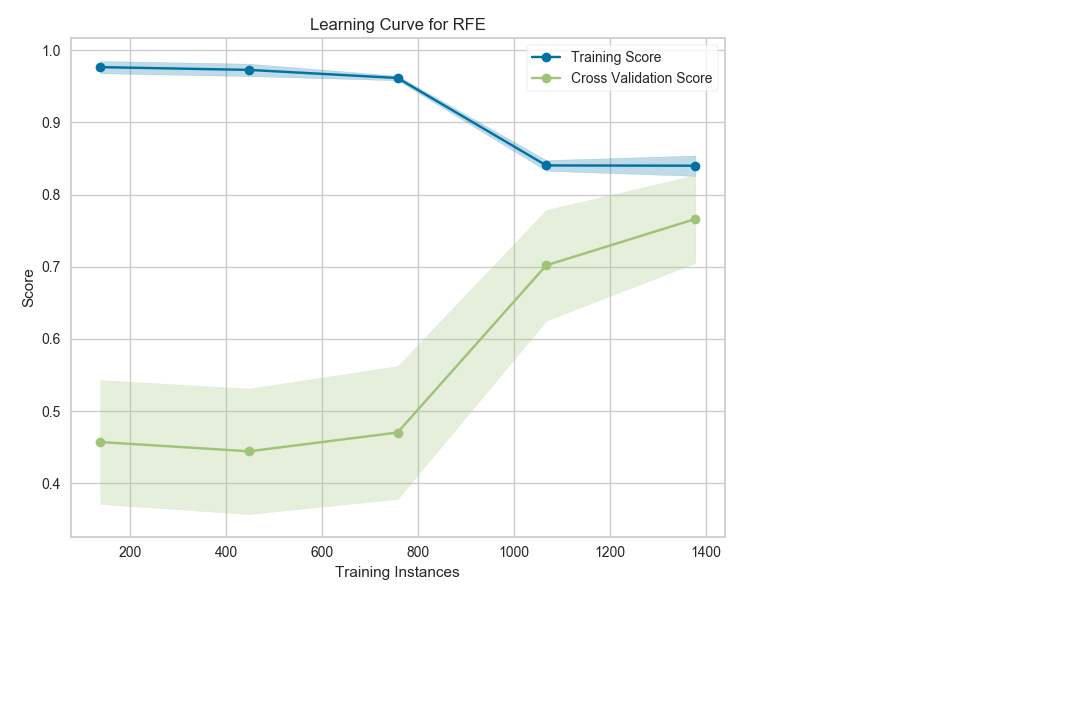 Learning Curve for RFE
Training Score
Cross Validation Score
1.0
0.9
0.8
0.7
0.6
0.5
0.4
Score
200 400 600 800 1000 1200 1400
Training Instances